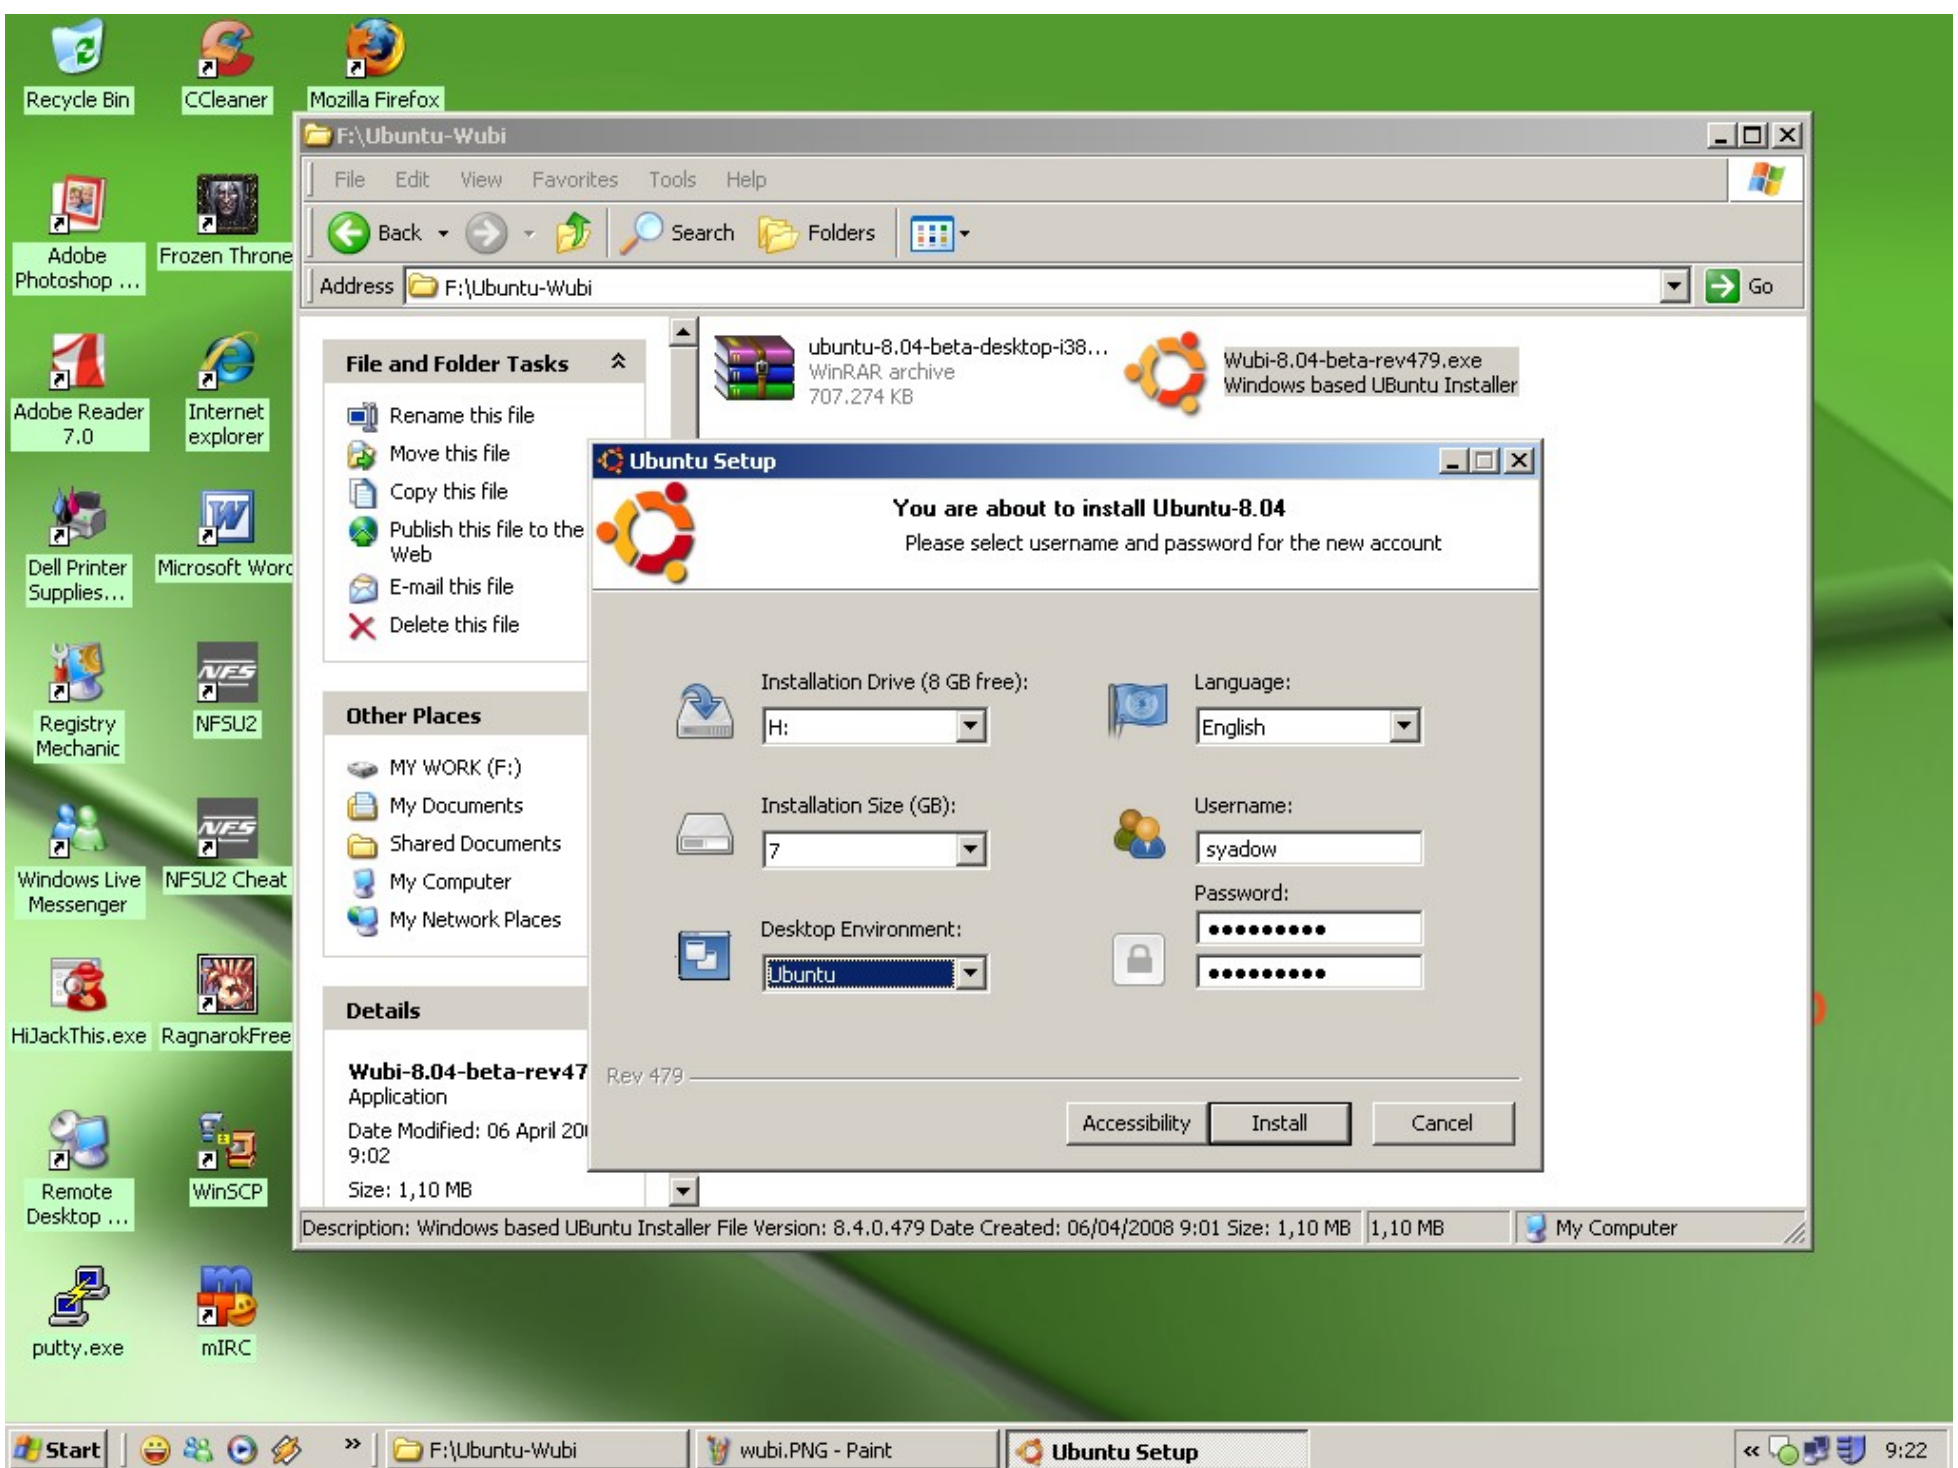 Recycle Bin
CCleaner
Mozilla Firefox
Adobe
Photoshop ...
Frozen Throne
Adobe Reader
7.0
Internet
explorer
Dell Printer
Supplies...
Microsoft Word
Registry
Mechanic
NFS
NFSU2
Windows Live
Messenger
NFS
NFSU2 Cheat
HiJackThis.exe
RagnarokFree
Remote
Desktop ...
WinSCP
putty.exe
mIRC
F:\Ubuntu-Wubi
File Edit View Favorites Tools Help
Back Search Folders
Address F:\Ubuntu-Wubi Go
File and Folder Tasks
Rename this file
Move this file
Copy this file
Publish this file to the
Web
E-mail this file
Delete this file
Other Places
MY WORK (F:)
My Documents
Shared Documents
My Computer
My Network Places
Details
Wubi-8.04-beta-rev47
Application
Date Modified: 06 April 200
9:02
Size: 1,10 MB
ubuntu-8.04-beta-desktop-i38...
WinRAR archive
707.274 KB
Wubi-8.04-beta-rev479.exe
Windows based UBuntu Installer
Ubuntu Setup
You are about to install Ubuntu-8.04
Please select username and password for the new account
Installation Drive (8 GB free):
H:
Installation Size (GB):
7
Desktop Environment:
Ubuntu
Language:
English
Username:
syadow
Password:
●●●●●●●●●
●●●●●●●●●
Rev 479
Accessibility Install Cancel
Description: Windows based UBuntu Installer File Version: 8.4.0.479 Date Created: 06/04/2008 9:01 Size: 1,10 MB 1,10 MB My Computer
Start F:\Ubuntu-Wubi wubi.PNG - Paint Ubuntu Setup 9:22